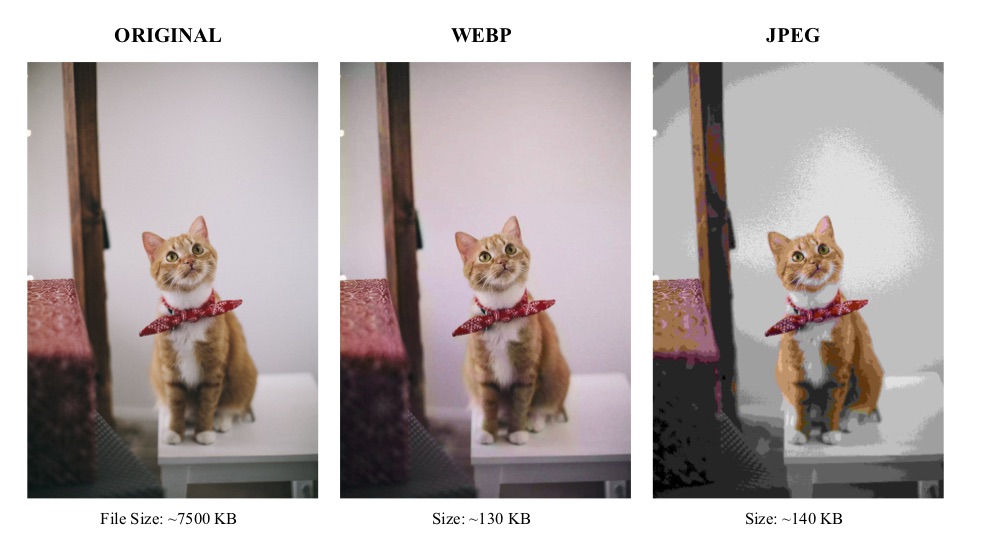 ORIGINAL
WEBP
JPEG
File Size: ~7500 KB
Size: ~130 KB
Size: ~140 KB